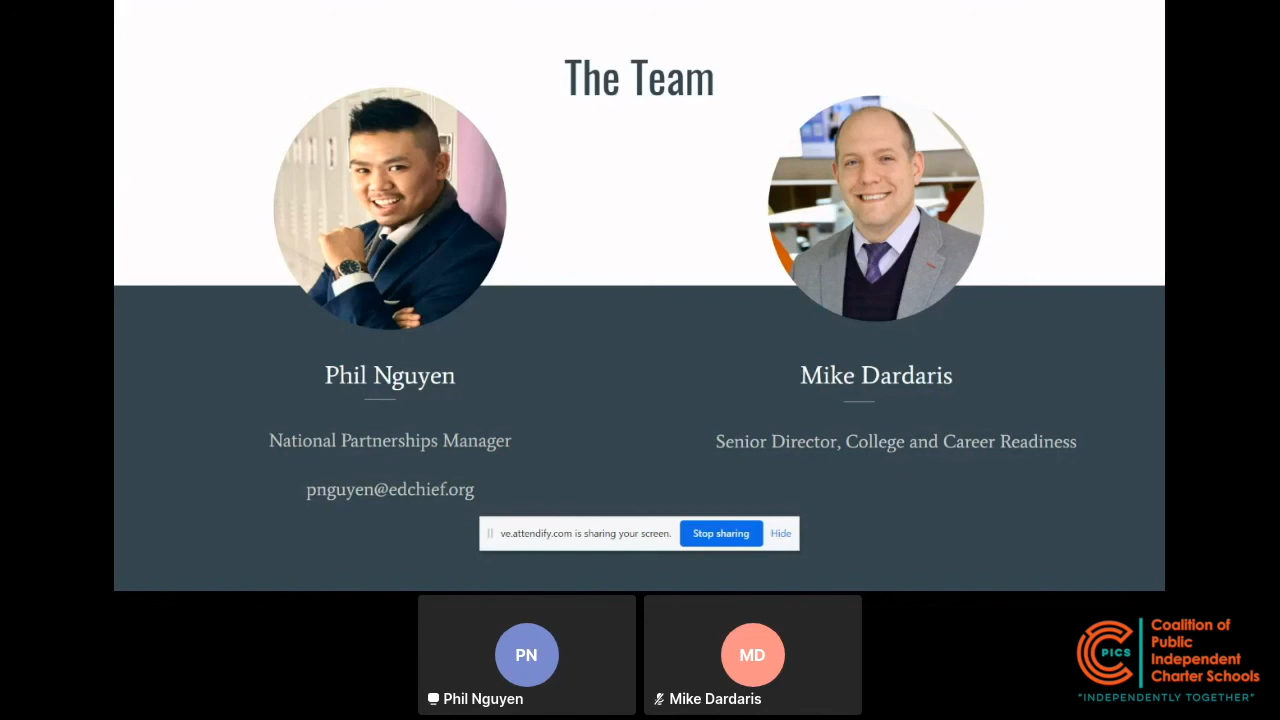 The Team
Phil Nguyen
Mike Dardaris
National Partnerships Manager
Senior Director, College and Career Readiness
pnguyen@edchief.org
ve.attendify.com is sharing your screen.
Stop sharing
Hide
PN
MD
Phil Nguyen
Mike Dardaris
PICS
Coalition of
Public
Independent
Charter Schools
"INDEPENDENTLY TOGETHER"